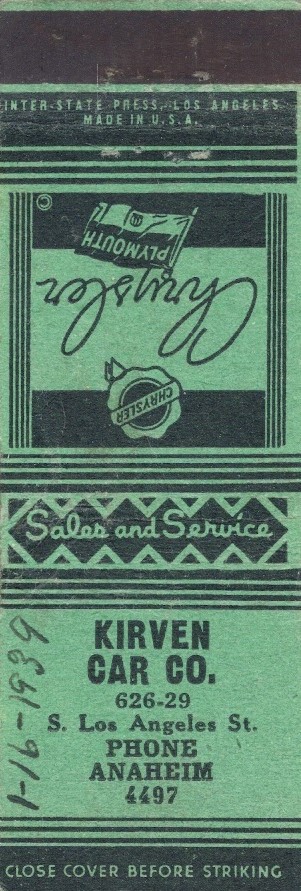 INTER-STATE PRESS, LOS ANGELES
MADE IN U.S.A.
©
PLYMOUTH
Chrysler
CHRYSLER
Sales and Service
KIRVEN
CAR CO.
626-29
S. Los Angeles St.
PHONE
ANAHEIM
4497
1-16-1939
CLOSE COVER BEFORE STRIKING